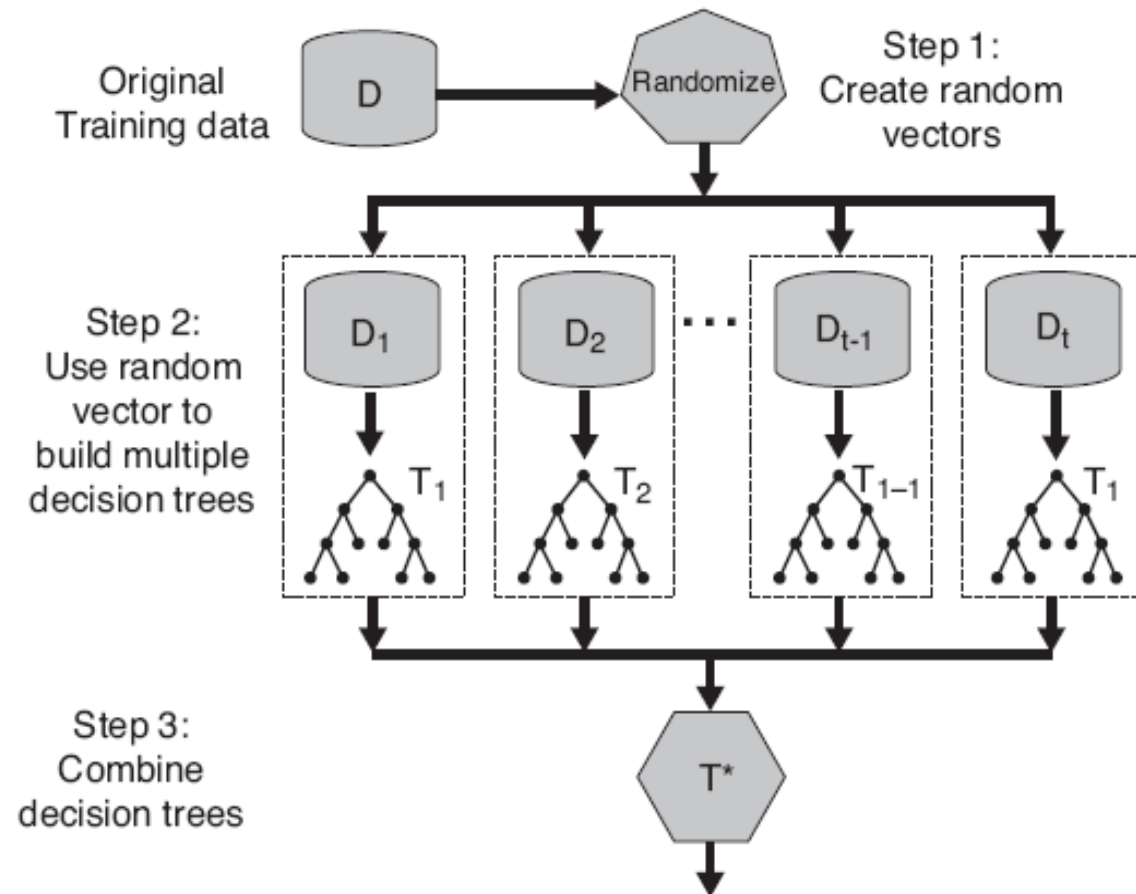 Original
Training data
D
Randomize
Step 1:
Create random
vectors
Step 2:
Use random
vector to
build multiple
decision trees
D₁
D₂
...
Dₜ₋₁
Dₜ
T₁
T₂
T₁₋₁
T₁
Step 3:
Combine
decision trees
T*